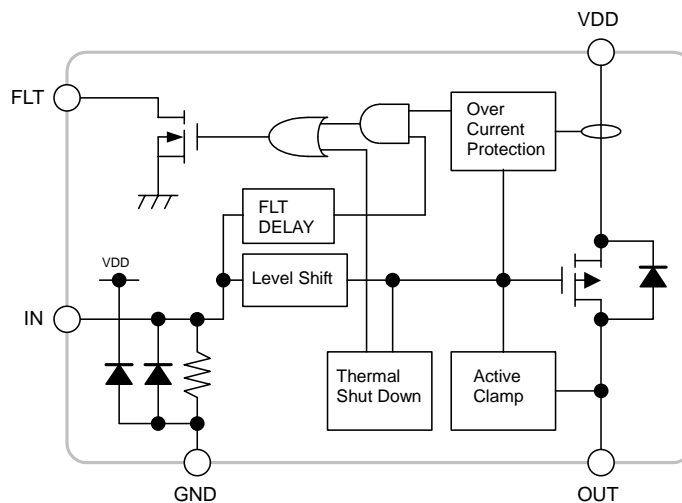 VDD
FLT
Over
Current
Protection
FLT
DELAY
VDD
Level Shift
IN
Thermal
Shut Down
Active
Clamp
GND
OUT